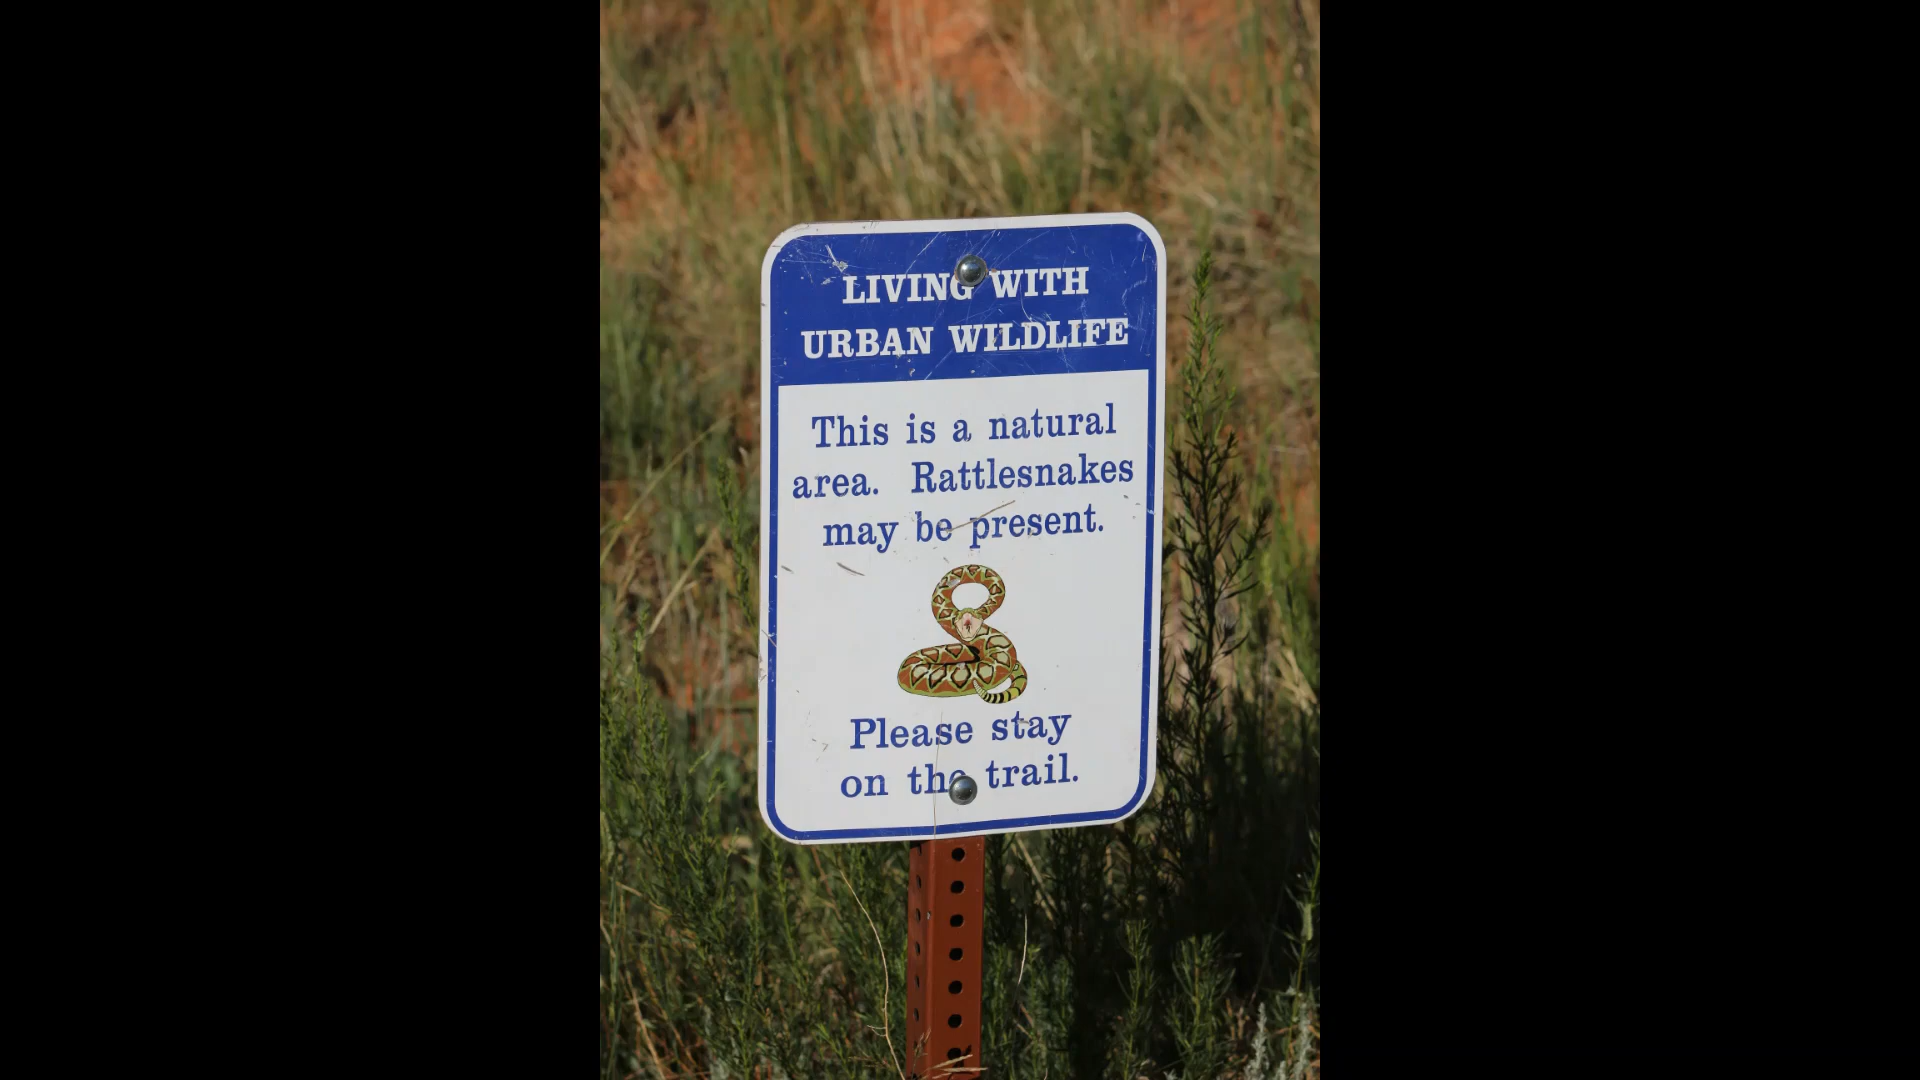 LIVING WITH
URBAN WILDLIFE
This is a natural
area. Rattlesnakes
may be present.
Please stay
on the trail.